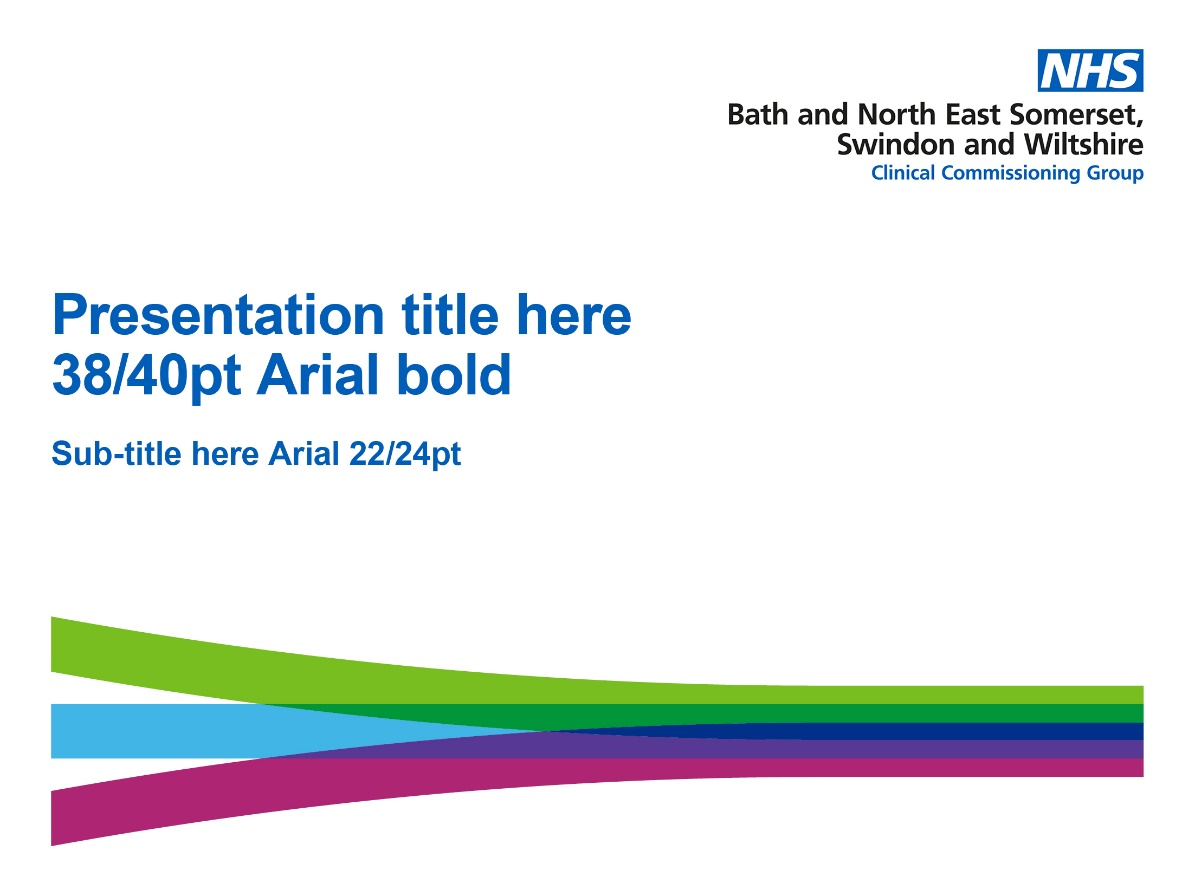 NHS
Bath and North East Somerset,
Swindon and Wiltshire
Clinical Commissioning Group
Presentation title here
38/40pt Arial bold
Sub-title here Arial 22/24pt